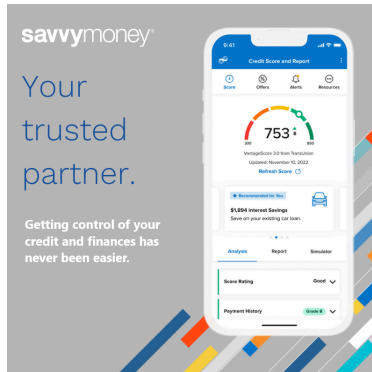 savvymoney®
Your
trusted
partner.
Getting control of your
credit and finances has
never been easier.
9:41
Credit Score and Report
Score Offers Alerts Resources
753
300 850
VantageScore 3.0 from TransUnion
Updated: November 10, 2022
Refresh Score
Recommended for You
$1,894 Interest Savings
Save on your existing car loan.
Analysis Report Simulator
Score Rating Good
Payment History Grade B